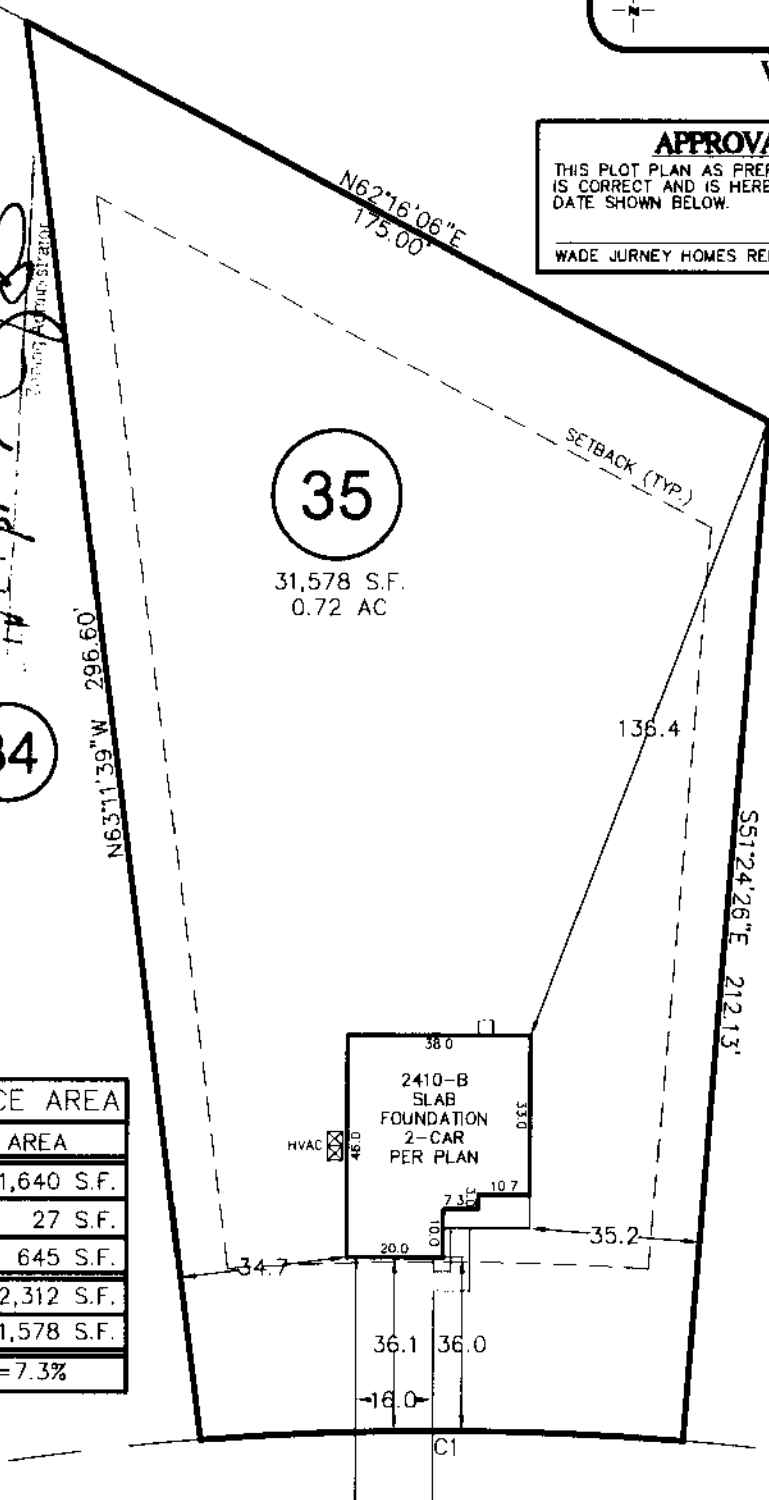 N
APPROVA
THIS PLOT PLAN AS PREP
IS CORRECT AND IS HERE
DATE SHOWN BELOW.
WADE JURNEY HOMES RE
N62°16'06"E
175.00'
Zoning Administrator
SETBACK (TYP.)
35
31,578 S.F.
0.72 AC
N63°11'39"W 296.60'
34
136.4
S51°24'26"E 212.13'
38.0
2410-B
SLAB
FOUNDATION
2-CAR
PER PLAN
33.0
HVAC
46.0
10.7
3.0
7.3
10.0
20.0
35.2
34.7
36.1
36.0
16.0
C1
CE AREA
AREA
1,640 S.F.
27 S.F.
645 S.F.
2,312 S.F.
1,578 S.F.
=7.3%